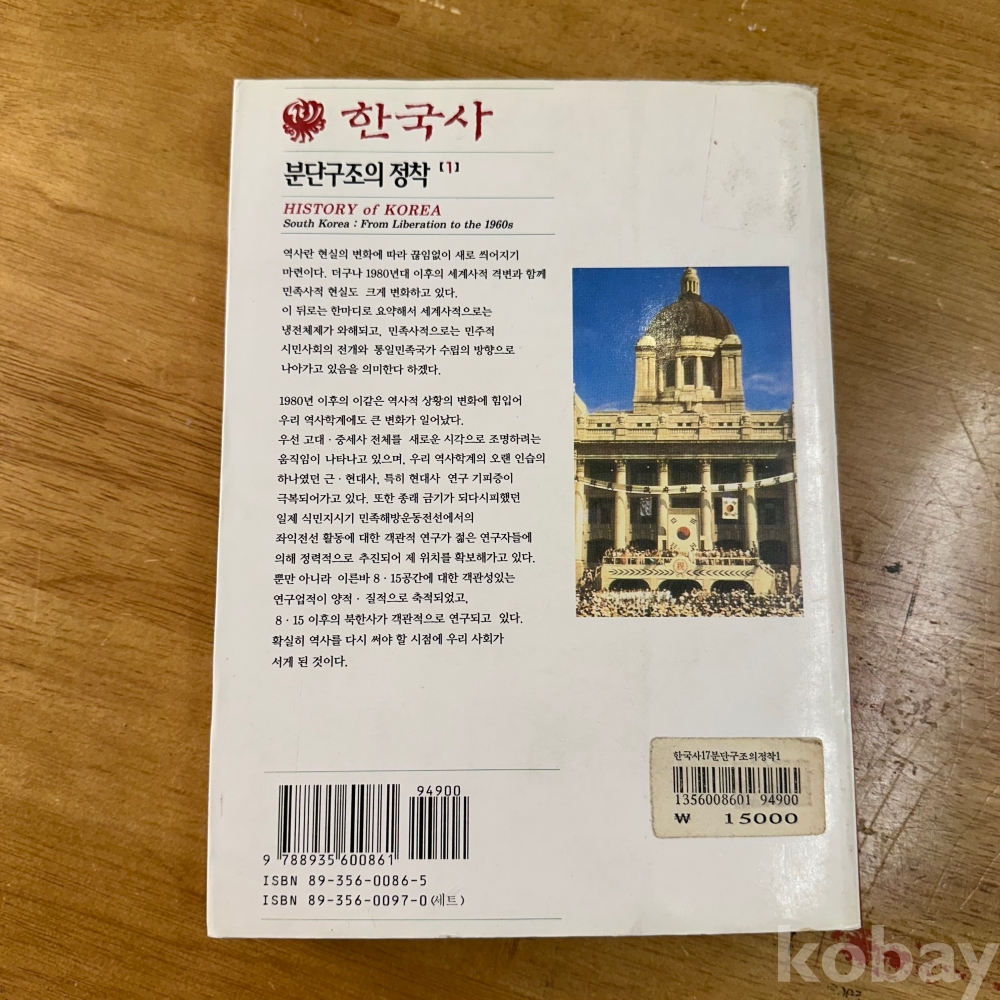 한국사
분단구조의 정착 【1】
HISTORY of KOREA
South Korea : From Liberation to the 1960s
역사란 현실의 변화에 따라 끊임없이 새로 씌어지기
마련이다. 더구나 1980년대 이후의 세계사적 격변과 함께
민족사적 현실도 크게 변화하고 있다.
이 뒤로는 한마디로 요약해서 세계사적으로는
냉전체제가 와해되고, 민족사적으로는 민주적
시민사회의 전개와 통일민족국가 수립의 방향으로
나아가고 있음을 의미한다 하겠다.
1980년 이후의 이같은 역사적 상황의 변화에 힘입어
우리 역사학계에도 큰 변화가 일어났다.
우선 고대·중세사 전체를 새로운 시각으로 조명하려는
움직임이 나타나고 있으며, 우리 역사학계의 오랜 인습의
하나였던 근·현대사, 특히 현대사 연구 기피증이
극복되어가고 있다. 또한 종래 금기가 되다시피했던
일제 식민지시기 민족해방운동전선에서의
좌익전선 활동에 대한 객관적 연구가 젊은 연구자들에
의해 정력적으로 추진되어 제 위치를 확보해가고 있다.
뿐만 아니라 이른바 8·15공간에 대한 객관성있는
연구업적이 양적·질적으로 축적되었고,
8·15 이후의 북한사가 객관적으로 연구되고 있다.
확실히 역사를 다시 써야 할 시점에 우리 사회가
서게 된 것이다.
한국사17분단구조의정착1
1356008601 94900
₩ 15000
94900
9 788935 600861
ISBN 89-356-0086-5
ISBN 89-356-0097-0(세트)
kobay